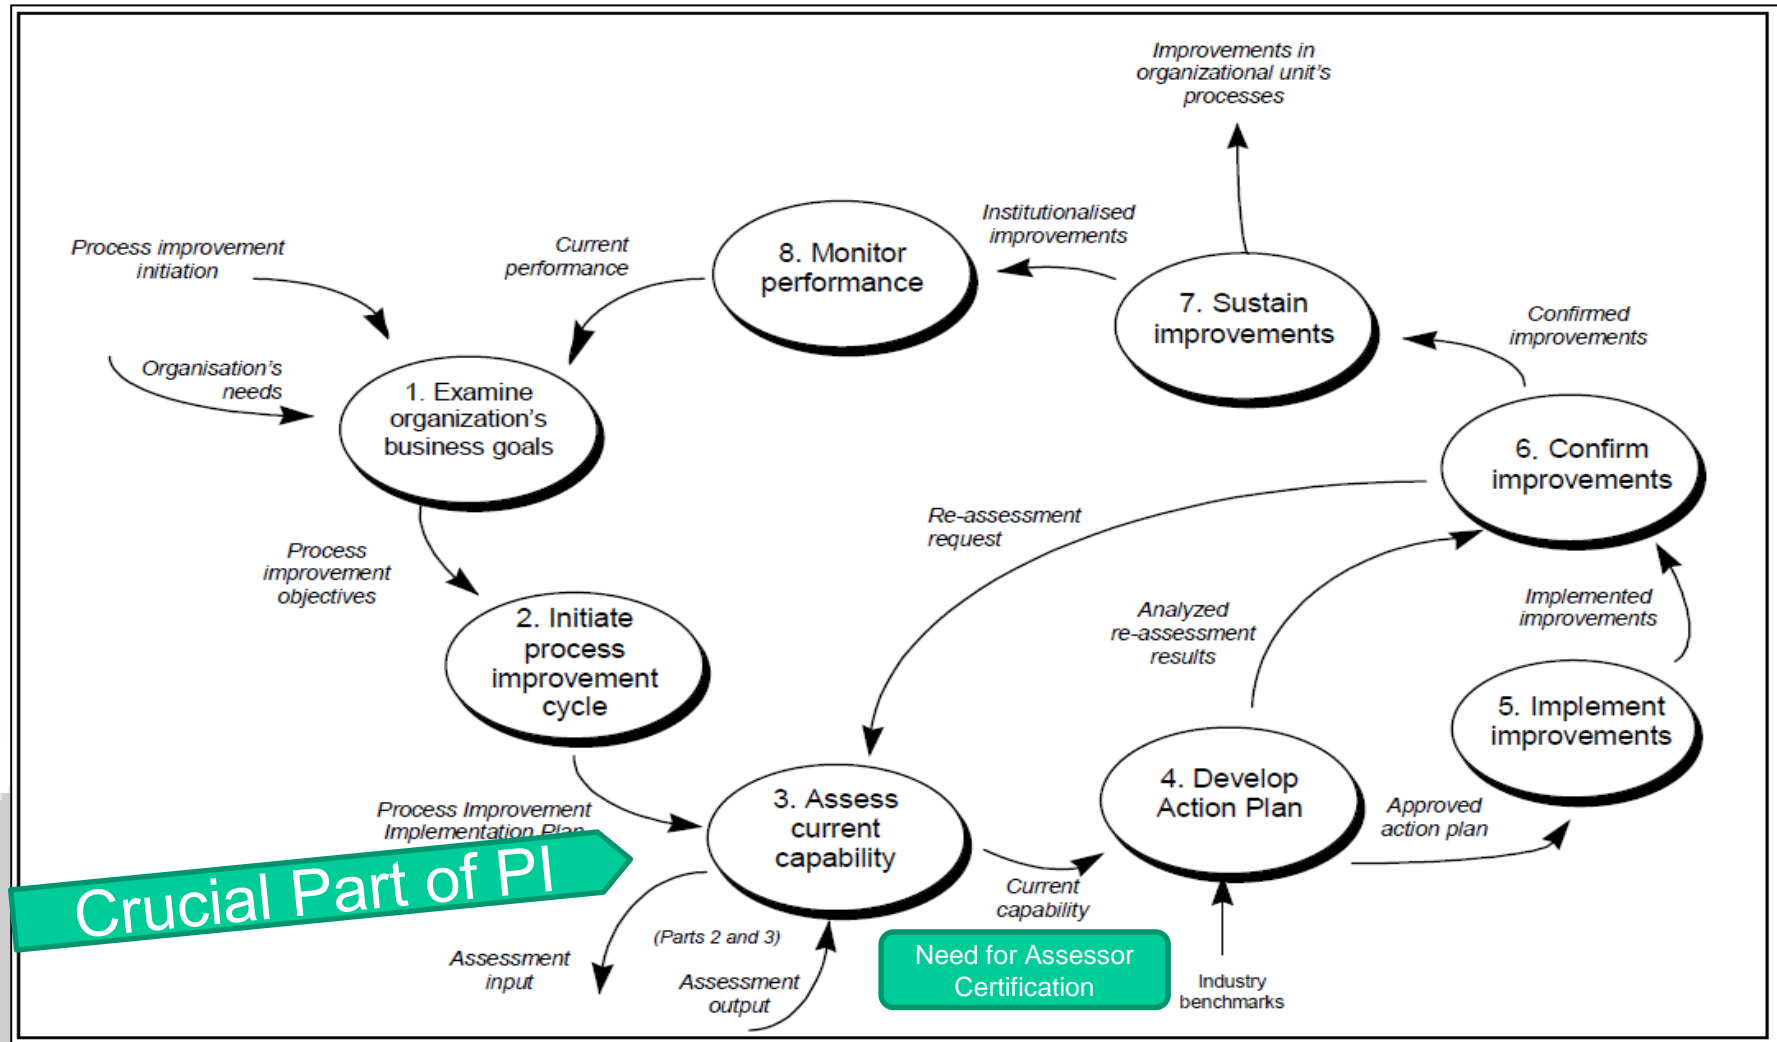 Improvements in
organizational unit's
processes
Institutionalised
improvements
8. Monitor
performance
Current
performance
Process improvement
initiation
7. Sustain
improvements
Confirmed
improvements
Organisation's
needs
1. Examine
organization's
business goals
6. Confirm
improvements
Re-assessment
request
Process
improvement
objectives
Implemented
improvements
Analyzed
re-assessment
results
2. Initiate
process
improvement
cycle
5. Implement
improvements
4. Develop
Action Plan
3. Assess
current
capability
Process Improvement
Implementation Plan
Approved
action plan
Crucial Part of PI
Current
capability
(Parts 2 and 3)
Assessment
input
Assessment
output
Need for Assessor
Certification
Industry
benchmarks